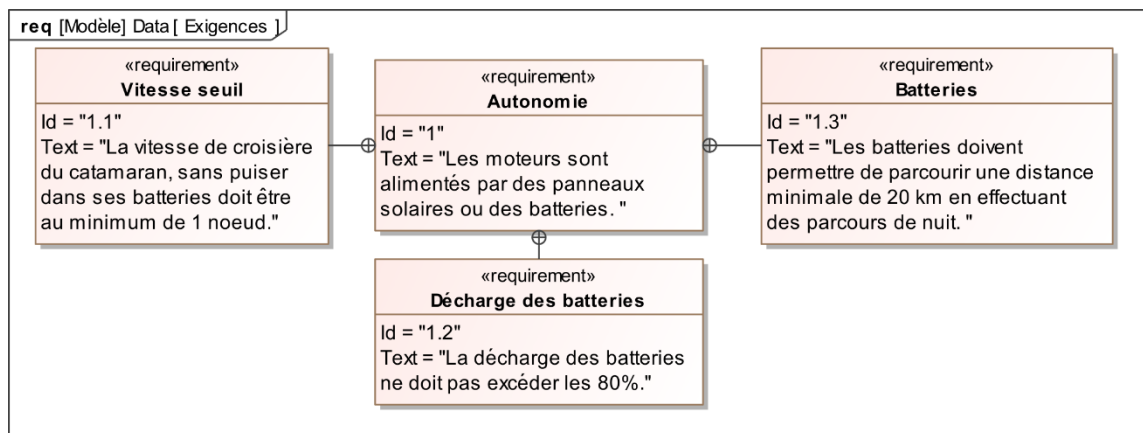 req [Modèle] Data [ Exigences ]
«requirement»
Vitesse seuil
Id = "1.1"
Text = "La vitesse de croisière
du catamaran, sans puiser
dans ses batteries doit être
au minimum de 1 noeud."
«requirement»
Autonomie
Id = "1"
Text = "Les moteurs sont
alimentés par des panneaux
solaires ou des batteries. "
«requirement»
Batteries
Id = "1.3"
Text = "Les batteries doivent
permettre de parcourir une distance
minimale de 20 km en effectuant
des parcours de nuit. "
«requirement»
Décharge des batteries
Id = "1.2"
Text = "La décharge des batteries
ne doit pas excéder les 80%."